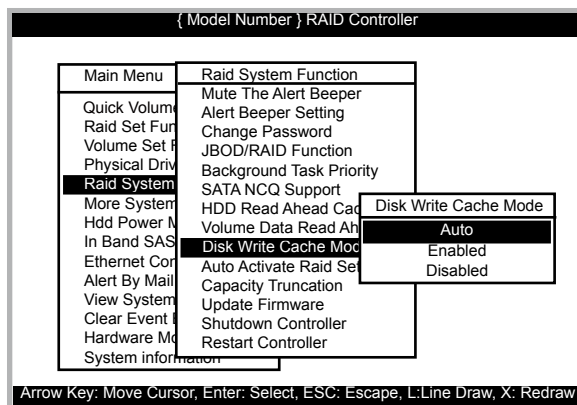 { Model Number } RAID Controller
Main Menu
Quick Volume
Raid Set Fun
Volume Set F
Physical Driv
Raid System
More System
Hdd Power M
In Band SAS
Ethernet Con
Alert By Mail
View System
Clear Event
Hardware Mo
System information
Raid System Function
Mute The Alert Beeper
Alert Beeper Setting
Change Password
JBOD/RAID Function
Background Task Priority
SATA NCQ Support
HDD Read Ahead Cac
Volume Data Read Ah
Disk Write Cache Mod
Auto Activate Raid Set
Capacity Truncation
Update Firmware
Shutdown Controller
Restart Controller
Disk Write Cache Mode
Auto
Enabled
Disabled
Arrow Key: Move Cursor, Enter: Select, ESC: Escape, L:Line Draw, X: Redraw